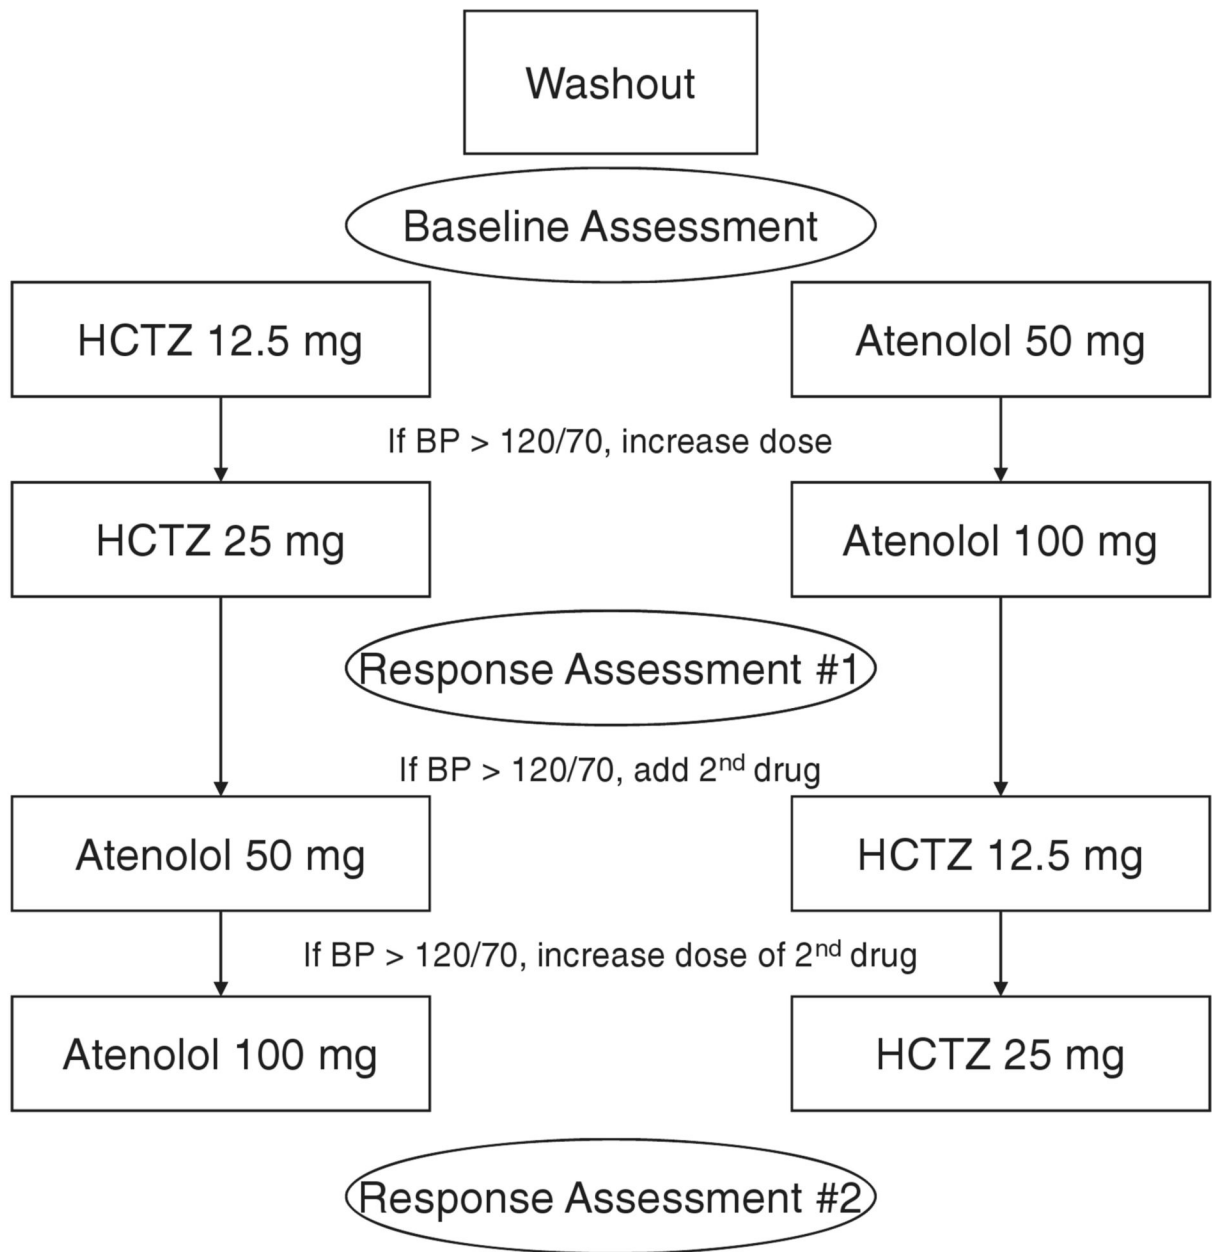 Washout
Baseline Assessment
HCTZ 12.5 mg
Atenolol 50 mg
If BP > 120/70, increase dose
HCTZ 25 mg
Atenolol 100 mg
Response Assessment #1
If BP > 120/70, add 2nd drug
Atenolol 50 mg
HCTZ 12.5 mg
If BP > 120/70, increase dose of 2nd drug
Atenolol 100 mg
HCTZ 25 mg
Response Assessment #2